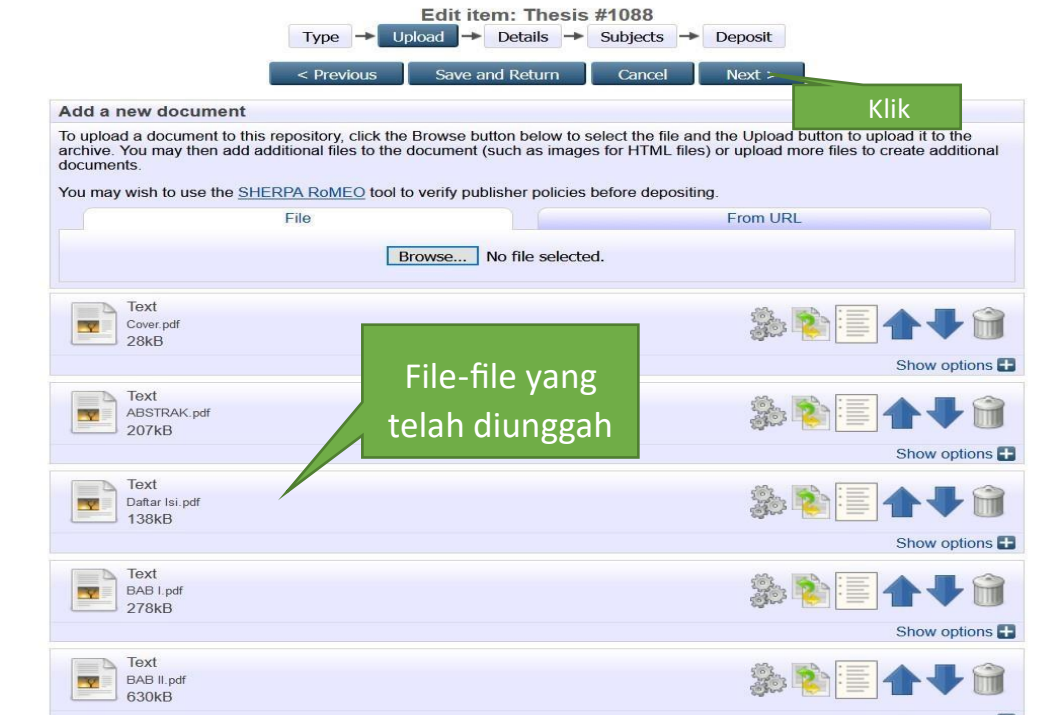 Edit item: Thesis #1088
Type Upload Details Subjects Deposit
< Previous Save and Return Cancel Next >
Klik
Add a new document
To upload a document to this repository, click the Browse button below to select the file and the Upload button to upload it to the
archive. You may then add additional files to the document (such as images for HTML files) or upload more files to create additional
documents.
You may wish to use the SHERPA RoMEO tool to verify publisher policies before depositing.
File From URL
Browse... No file selected.
Text
Cover.pdf
28kB
Show options
File-file yang
telah diunggah
Text
ABSTRAK.pdf
207kB
Show options
Text
Daftar Isi.pdf
138kB
Show options
Text
BAB I.pdf
278kB
Show options
Text
BAB II.pdf
630kB